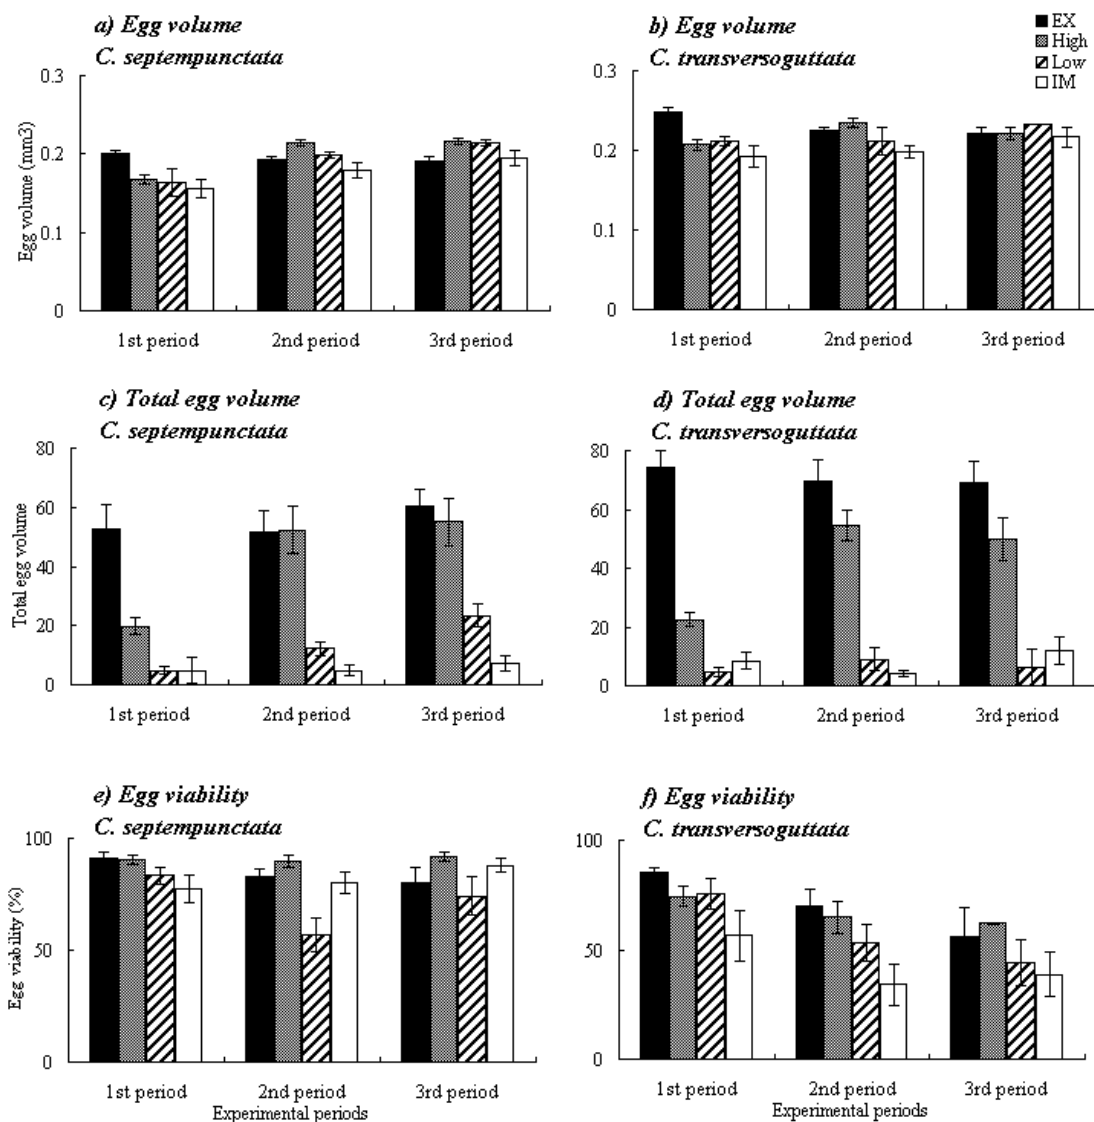 a) Egg volume
C. septempunctata
0.3
0.2
0.1
0
Egg volume (mm3)
1st period
2nd period
3rd period
b) Egg volume
C. transversoguttata
EX
High
Low
IM
0.3
0.2
0.1
0
1st period
2nd period
3rd period
c) Total egg volume
C. septempunctata
80
60
40
20
0
Total egg volume
1st period
2nd period
3rd period
d) Total egg volume
C. transversoguttata
80
60
40
20
0
1st period
2nd period
3rd period
e) Egg viability
C. septempunctata
100
50
0
Egg viability (%)
1st period
2nd period
3rd period
Experimental periods
f) Egg viability
C. transversoguttata
100
50
0
1st period
2nd period
3rd period
Experimental periods